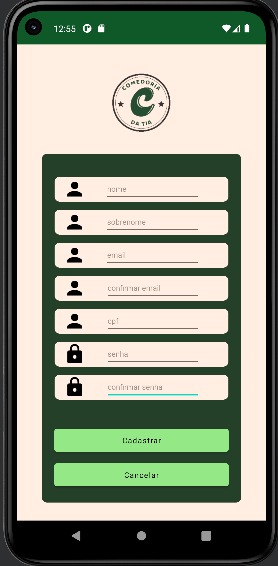 12:55
COMEDORIA
DA TIA
nome
sobrenome
email
confirmar email
cpf
senha
confirmar senha
Cadastrar
Cancelar